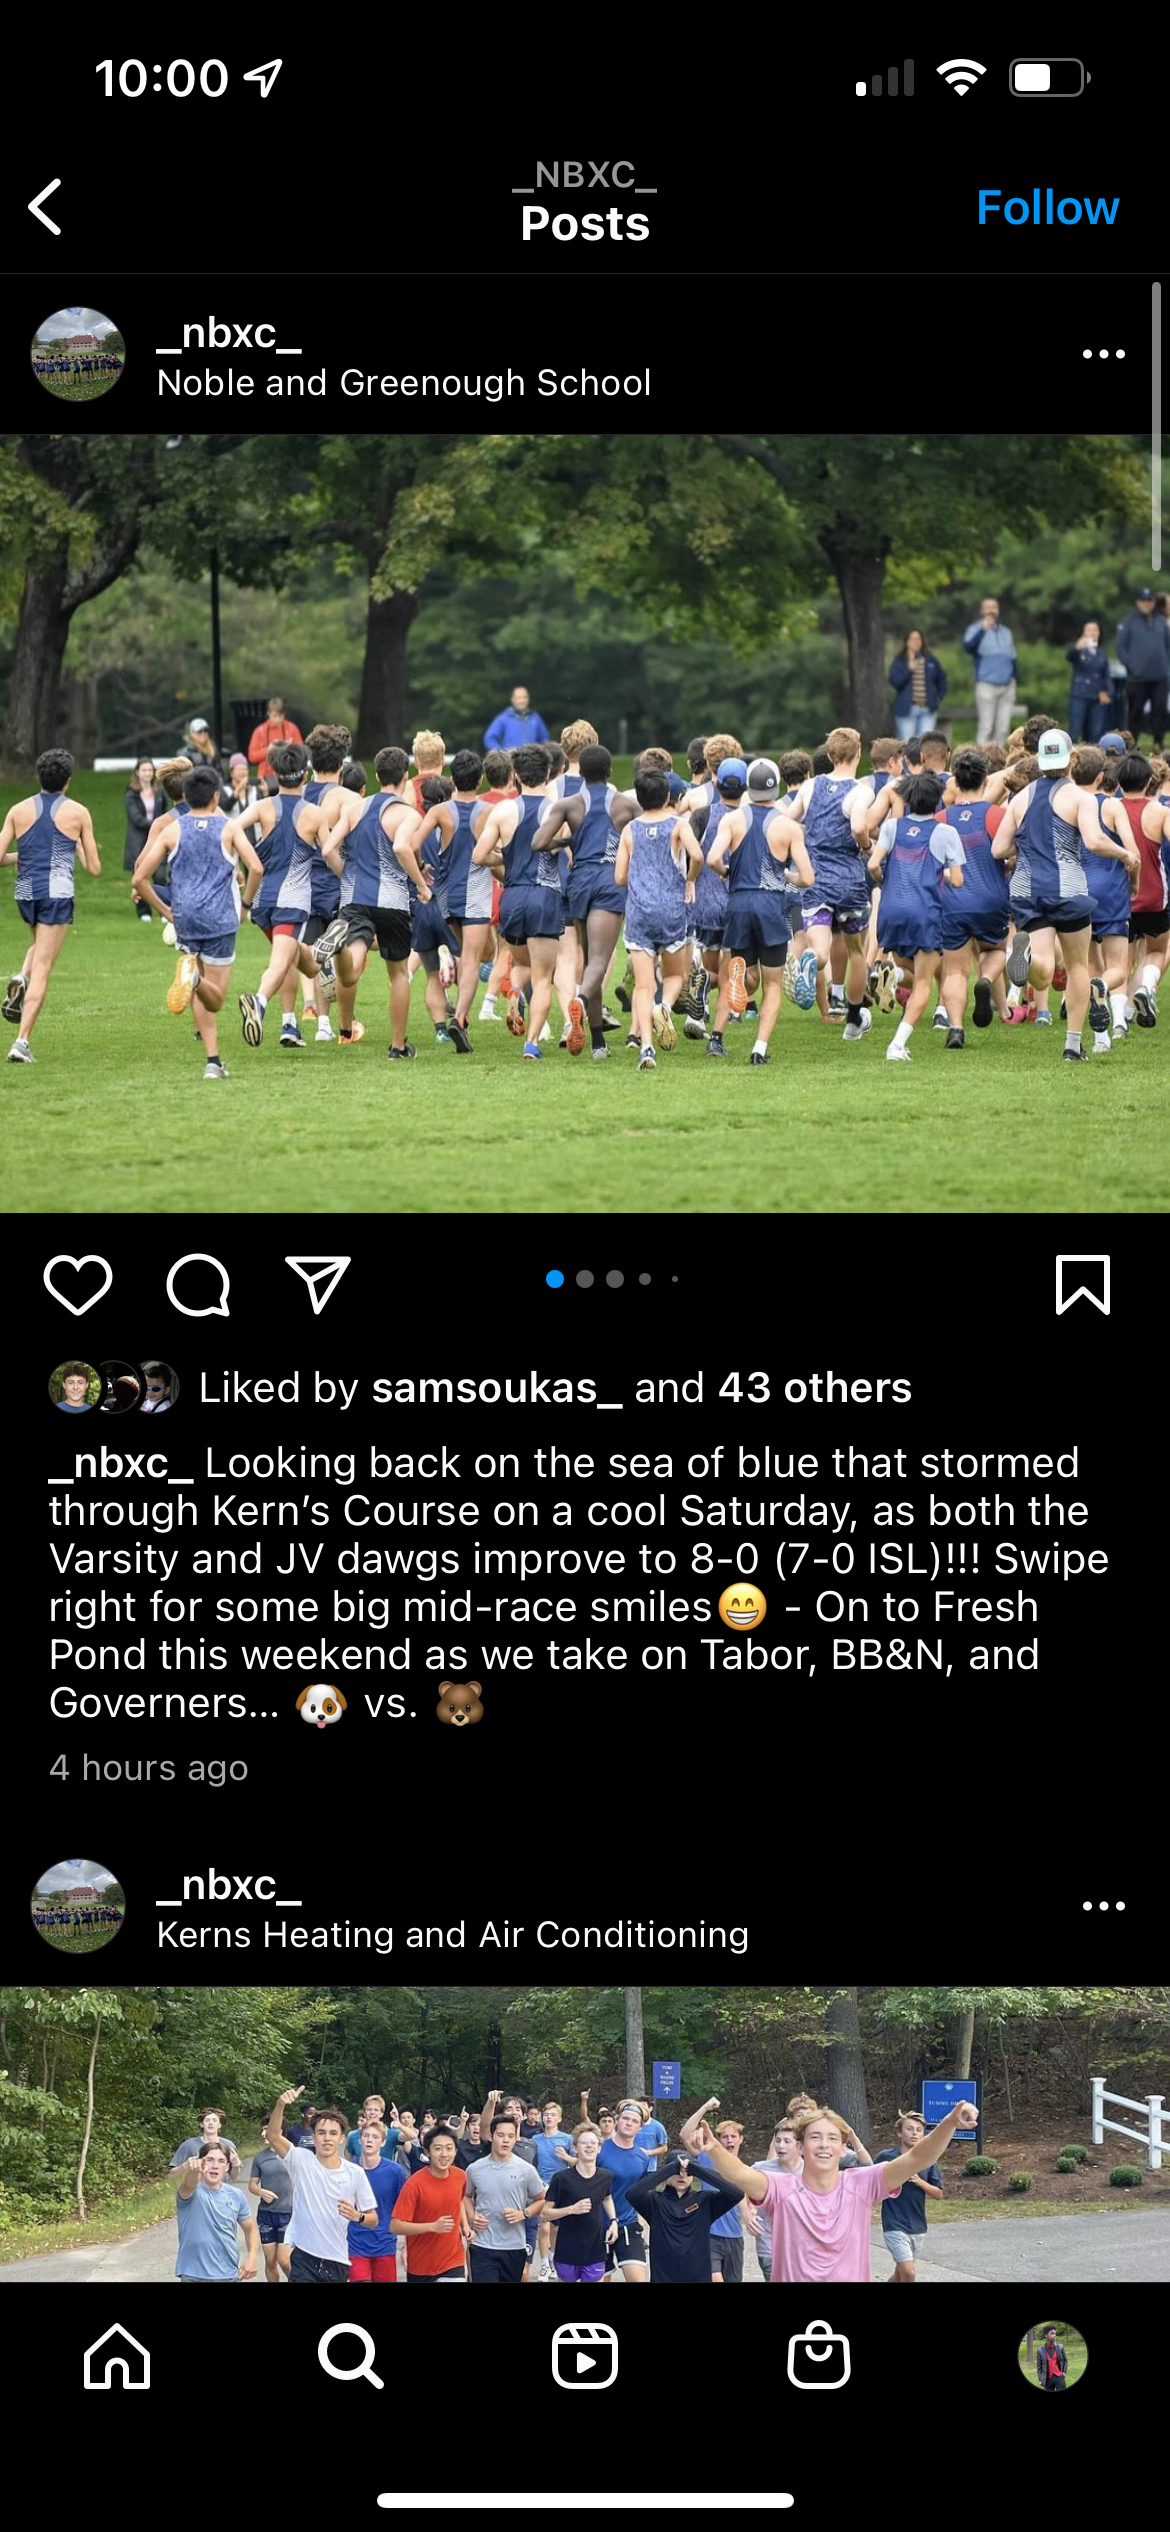 10:00
_NBXC_
Posts
Follow
_nbxc_
Noble and Greenough School
Liked by samsoukas_ and 43 others
_nbxc_ Looking back on the sea of blue that stormed
through Kern’s Course on a cool Saturday, as both the
Varsity and JV dawgs improve to 8-0 (7-0 ISL)!!! Swipe
right for some big mid-race smiles😁 - On to Fresh
Pond this weekend as we take on Tabor, BB&N, and
Governers... 🐶 vs. 🐻
4 hours ago
_nbxc_
Kerns Heating and Air Conditioning